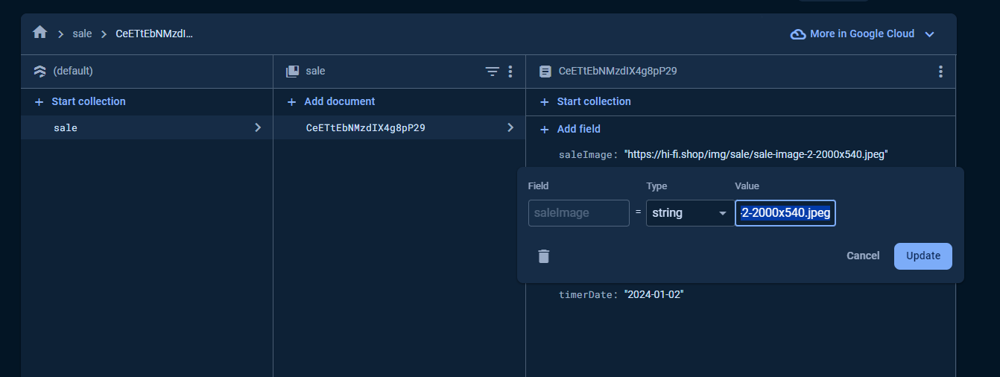 sale
CeETtEbNMzdI...
More in Google Cloud
(default)
sale
CeETtEbNMzdIX4g8pP29
+ Start collection
+ Add document
+ Start collection
sale
CeETtEbNMzdIX4g8pP29
+ Add field
saleImage: "https://hi-fi.shop/img/sale/sale-image-2-2000x540.jpeg"
Field
Type
Value
saleImage
=
string
-2-2000x540.jpeg
Cancel
Update
timerDate: "2024-01-02"